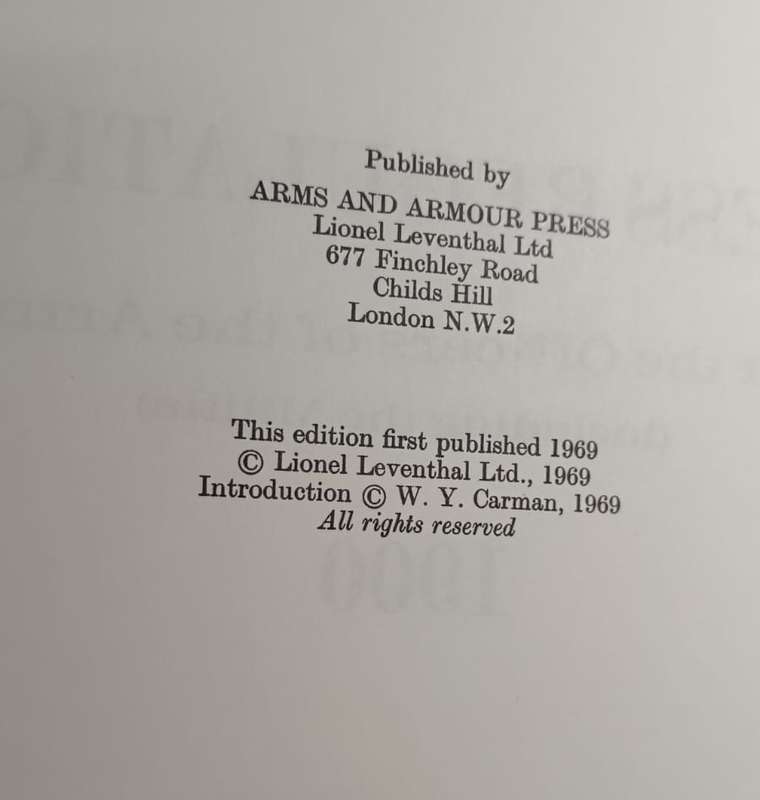 Published by
ARMS AND ARMOUR PRESS
Lionel Leventhal Ltd
677 Finchley Road
Childs Hill
London N.W.2
This edition first published 1969
© Lionel Leventhal Ltd., 1969
Introduction © W. Y. Carman, 1969
All rights reserved